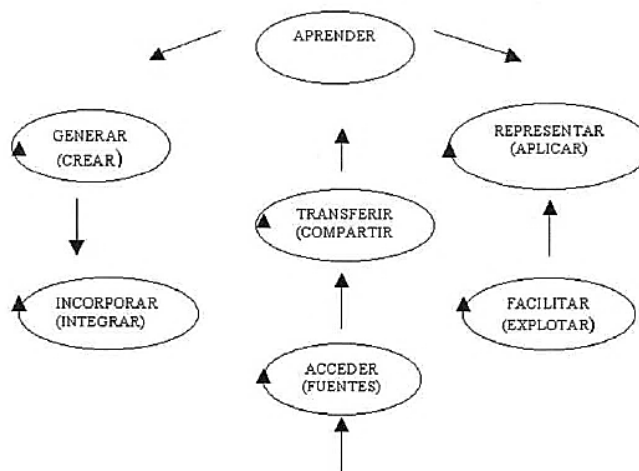 APRENDER
GENERAR
(CREAR)
REPRESENTAR
(APLICAR)
TRANSFERIR
(COMPARTIR
INCORPORAR
(INTEGRAR)
FACILITAR
(EXPLOTAR)
ACCEDER
(FUENTES)